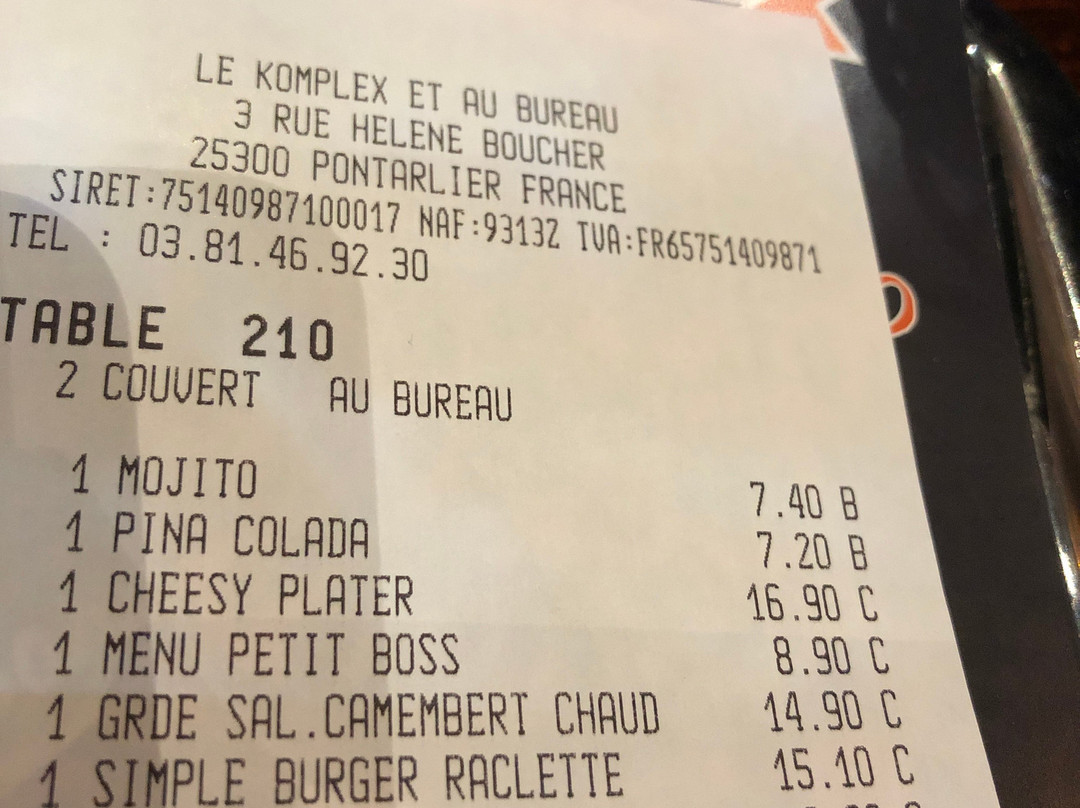 LE KOMPLEX ET AU BUREAU
3 RUE HELENE BOUCHER
25300 PONTARLIER FRANCE
SIRET:75140987100017 NAF:9313Z TVA:FR65751409871
TEL : 03.81.46.92.30
TABLE 210
2 COUVERT AU BUREAU
1 MOJITO 7.40 B
1 PINA COLADA 7.20 B
1 CHEESY PLATER 16.90 C
1 MENU PETIT BOSS 8.90 C
1 GRDE SAL.CAMEMBERT CHAUD 14.90 C
1 SIMPLE BURGER RACLETTE 15.10 C